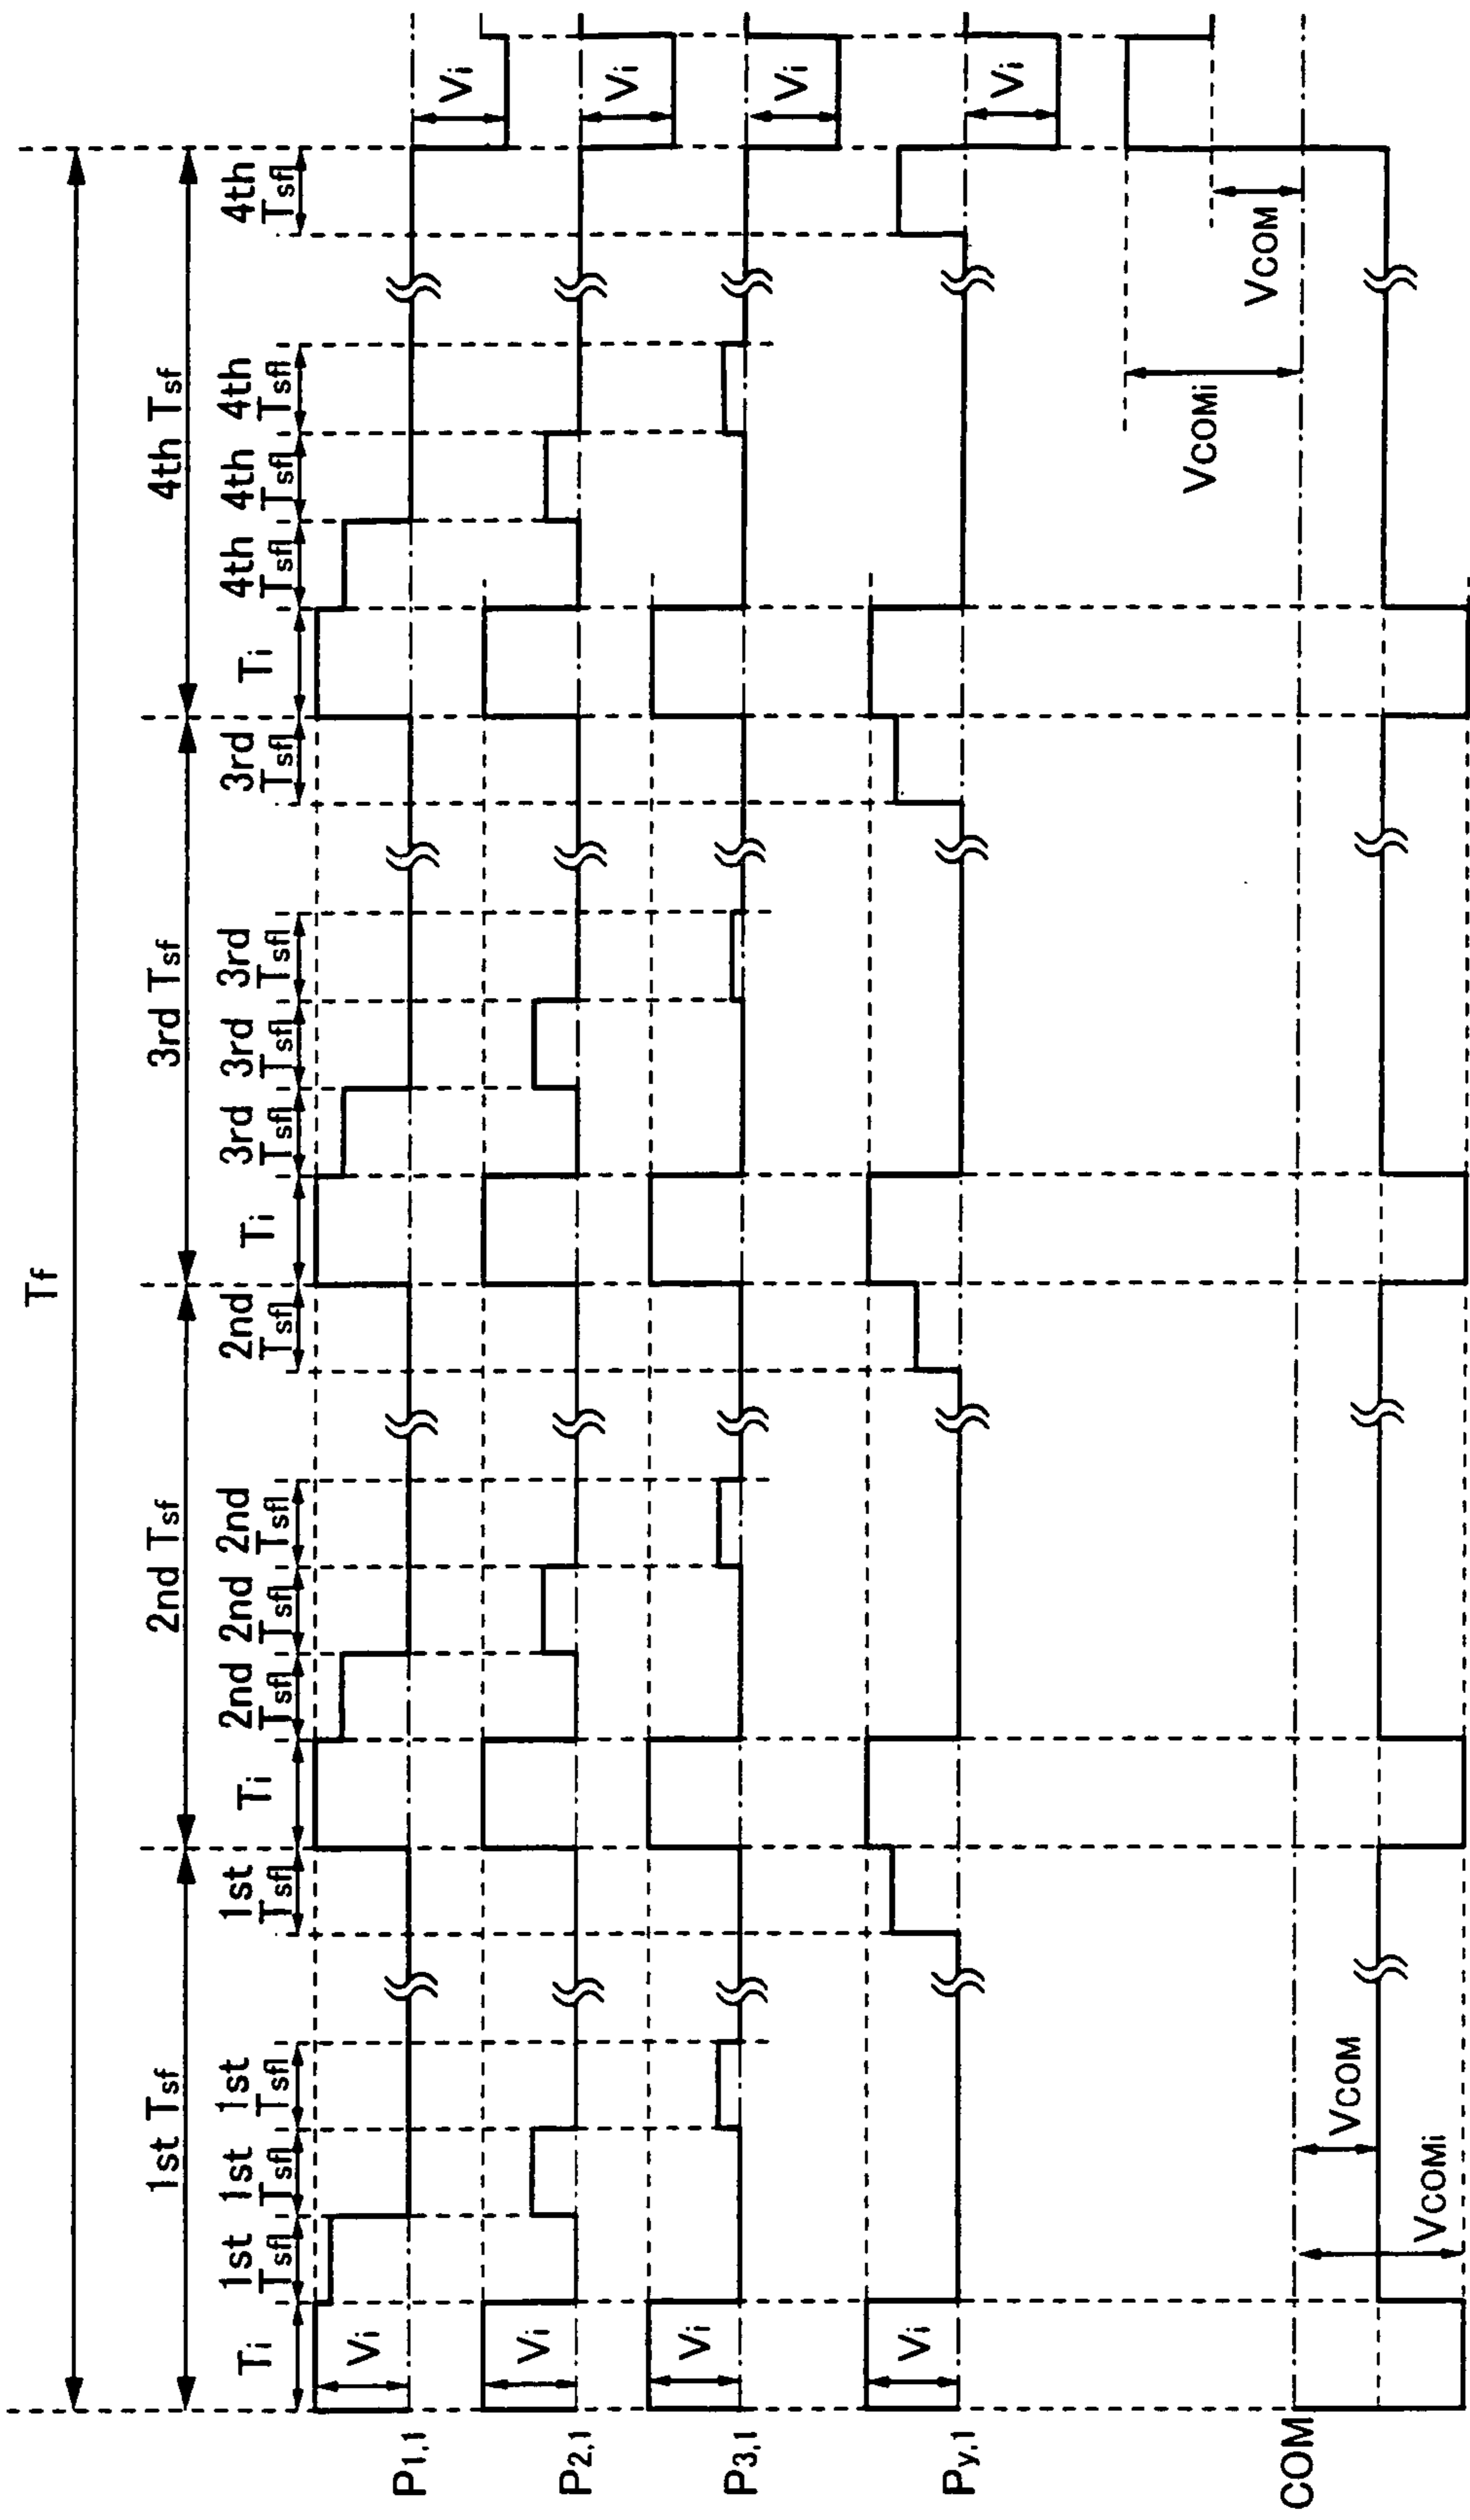 Tf
1st Tsf 2nd Tsf 3rd Tsf 4th Tsf
Ti 1st Tsfl 1st Tsfl 1st Tsfl 1st Tsfl Ti 2nd Tsfl 2nd Tsfl 2nd Tsfl 2nd Tsfl Ti 3rd Tsfl 3rd Tsfl 3rd Tsfl 3rd Tsfl Ti 4th Tsfl 4th Tsfl 4th Tsfl 4th Tsfl
P1,1 Vi Vi
P2,1 Vi Vi
P3,1 Vi Vi
Py,1 Vi Vi
VCOMi VCOM
COM VCOM
VCOMi